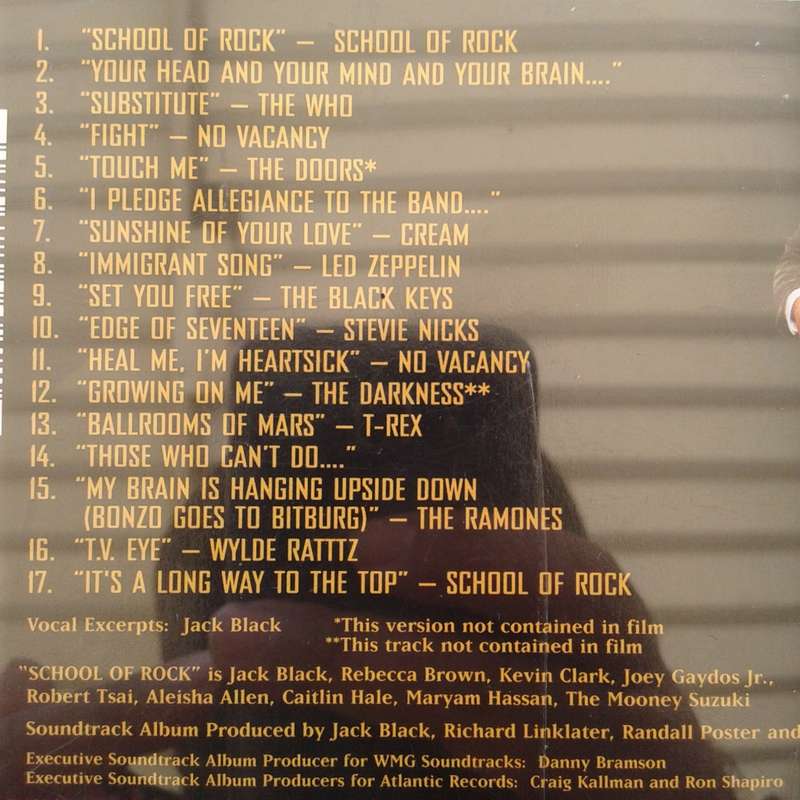 1. "SCHOOL OF ROCK" – SCHOOL OF ROCK
2. "YOUR HEAD AND YOUR MIND AND YOUR BRAIN...."
3. "SUBSTITUTE" – THE WHO
4. "FIGHT" – NO VACANCY
5. "TOUCH ME" – THE DOORS*
6. "I PLEDGE ALLEGIANCE TO THE BAND...."
7. "SUNSHINE OF YOUR LOVE" – CREAM
8. "IMMIGRANT SONG" – LED ZEPPELIN
9. "SET YOU FREE" – THE BLACK KEYS
10. "EDGE OF SEVENTEEN" – STEVIE NICKS
11. "HEAL ME, I'M HEARTSICK" – NO VACANCY
12. "GROWING ON ME" – THE DARKNESS**
13. "BALLROOMS OF MARS" – T-REX
14. "THOSE WHO CAN'T DO...."
15. "MY BRAIN IS HANGING UPSIDE DOWN
(BONZO GOES TO BITBURG)" – THE RAMONES
16. "T.V. EYE" – WYLDE RATTTZ
17. "IT'S A LONG WAY TO THE TOP" – SCHOOL OF ROCK
Vocal Excerpts: Jack Black *This version not contained in film
**This track not contained in film
"SCHOOL OF ROCK" is Jack Black, Rebecca Brown, Kevin Clark, Joey Gaydos Jr.,
Robert Tsai, Aleisha Allen, Caitlin Hale, Maryam Hassan, The Mooney Suzuki
Soundtrack Album Produced by Jack Black, Richard Linklater, Randall Poster and
Executive Soundtrack Album Producer for WMG Soundtracks: Danny Bramson
Executive Soundtrack Album Producers for Atlantic Records: Craig Kallman and Ron Shapiro